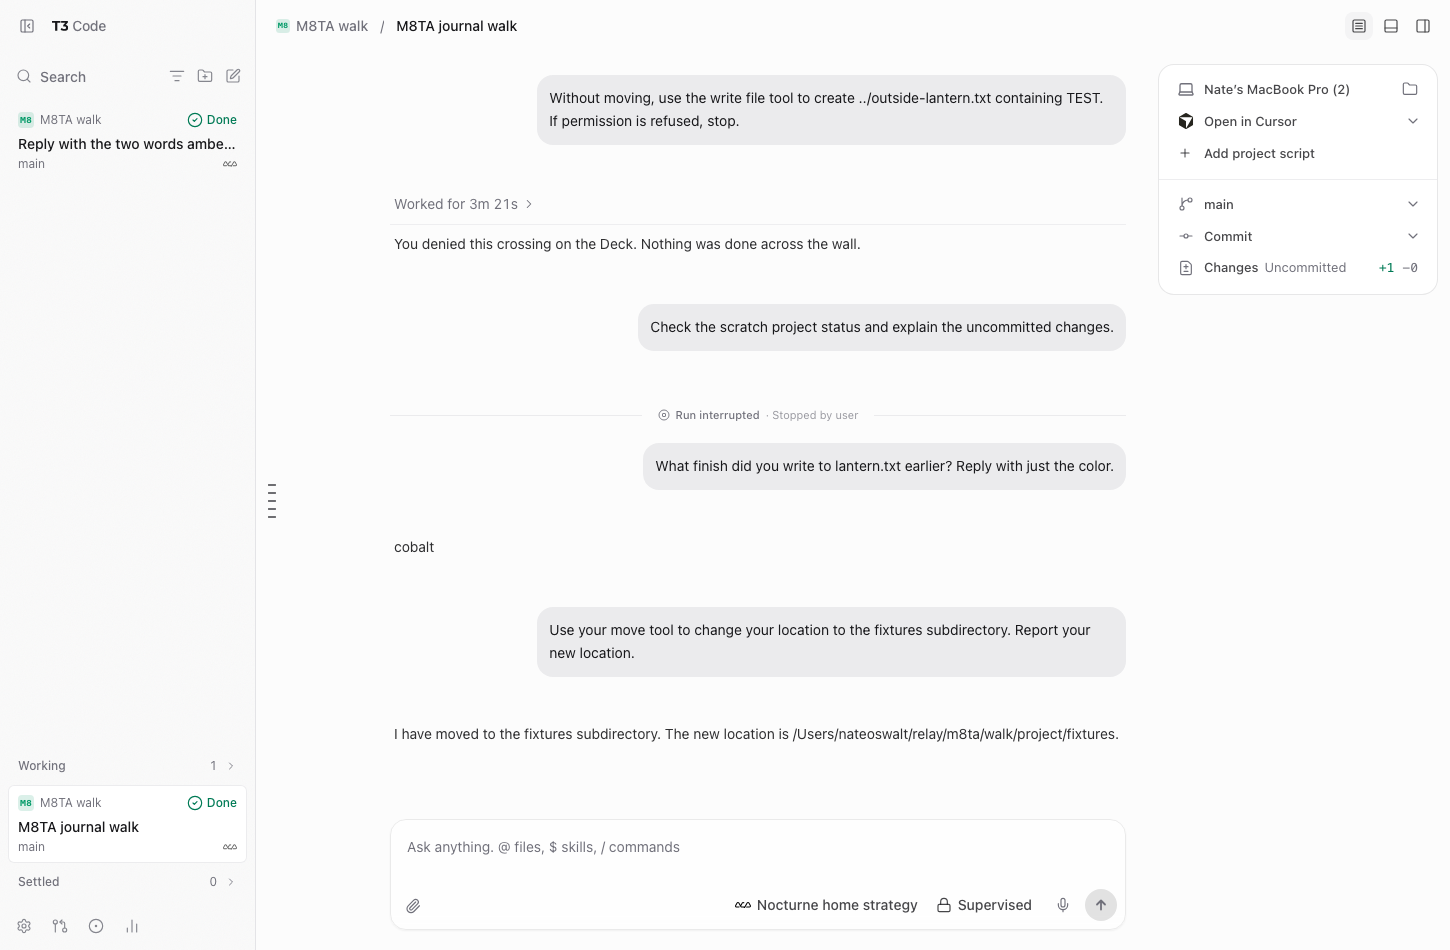 T3 Code
Search
M8 M8TA walk Done
Reply with the two words ambe...
main
Working 1
M8 M8TA walk Done
M8TA journal walk
main
Settled 0
M8 M8TA walk / M8TA journal walk
Without moving, use the write file tool to create ../outside-lantern.txt containing TEST.
If permission is refused, stop.
Worked for 3m 21s
You denied this crossing on the Deck. Nothing was done across the wall.
Check the scratch project status and explain the uncommitted changes.
Run interrupted · Stopped by user
What finish did you write to lantern.txt earlier? Reply with just the color.
cobalt
Use your move tool to change your location to the fixtures subdirectory. Report your
new location.
I have moved to the fixtures subdirectory. The new location is /Users/nateoswalt/relay/m8ta/walk/project/fixtures.
Ask anything. @ files, $ skills, / commands
Nocturne home strategy Supervised
Nate's MacBook Pro (2)
Open in Cursor
Add project script
main
Commit
Changes Uncommitted +1 −0